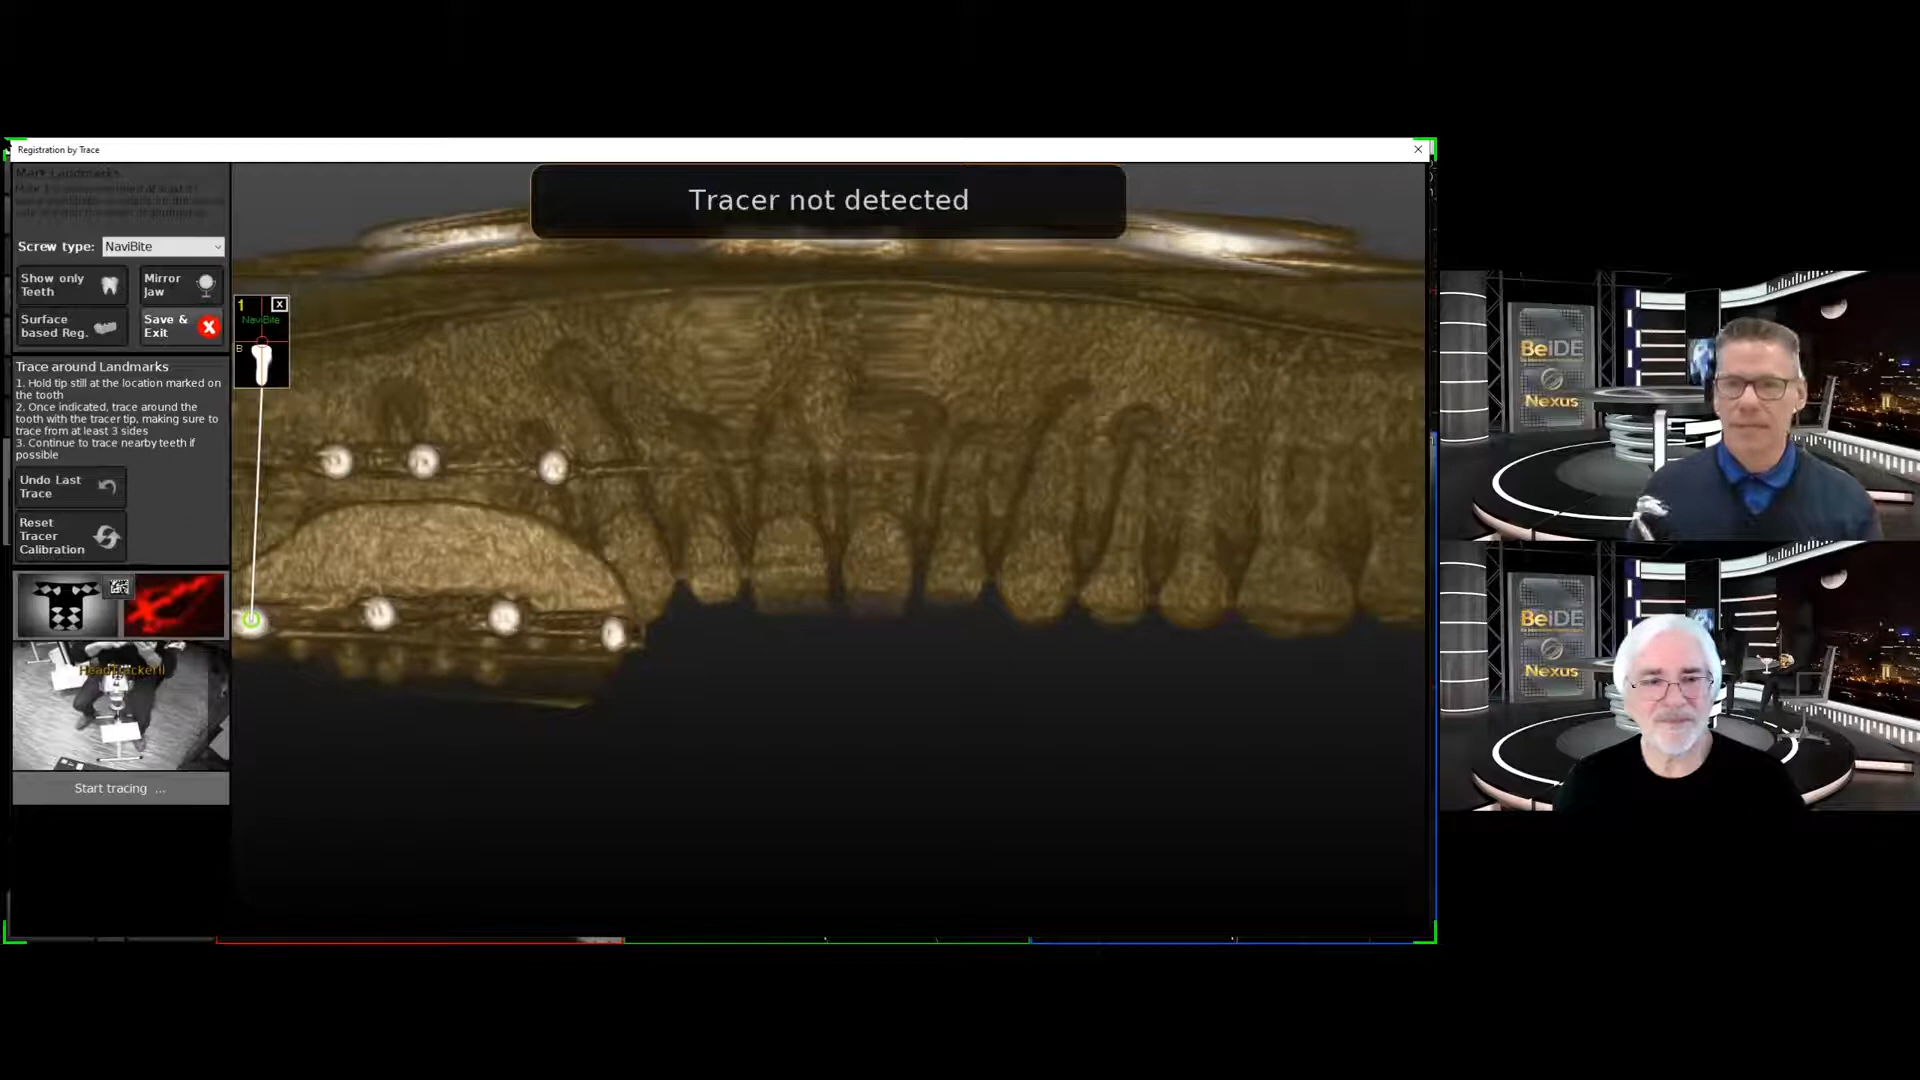 Registration by Trace
Mark Landmarks
Screw type: NaviBite
Show only Teeth
Mirror Jaw
Surface based Reg.
Save & Exit
Trace around Landmarks
1. Hold tip still at the location marked on
the tooth
2. Once indicated, trace around the
tooth with the tracer tip, making sure to
trace from at least 3 sides
3. Continue to trace nearby teeth if
possible
Undo Last
Trace
Reset
Tracer
Calibration
HeadTrackerII
Start tracing ...
1 X
NaviBite
B
Tracer not detected
BeiDE
Nexus
BeiDE
Nexus